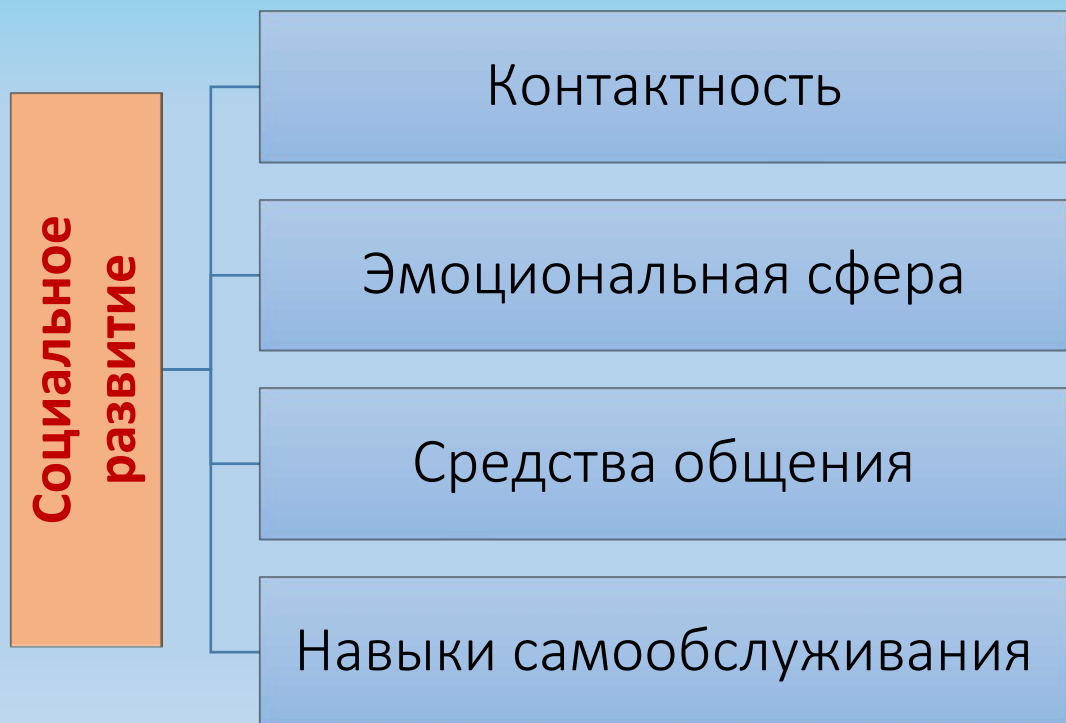 Социальное
развитие
Контактность
Эмоциональная сфера
Средства общения
Навыки самообслуживания